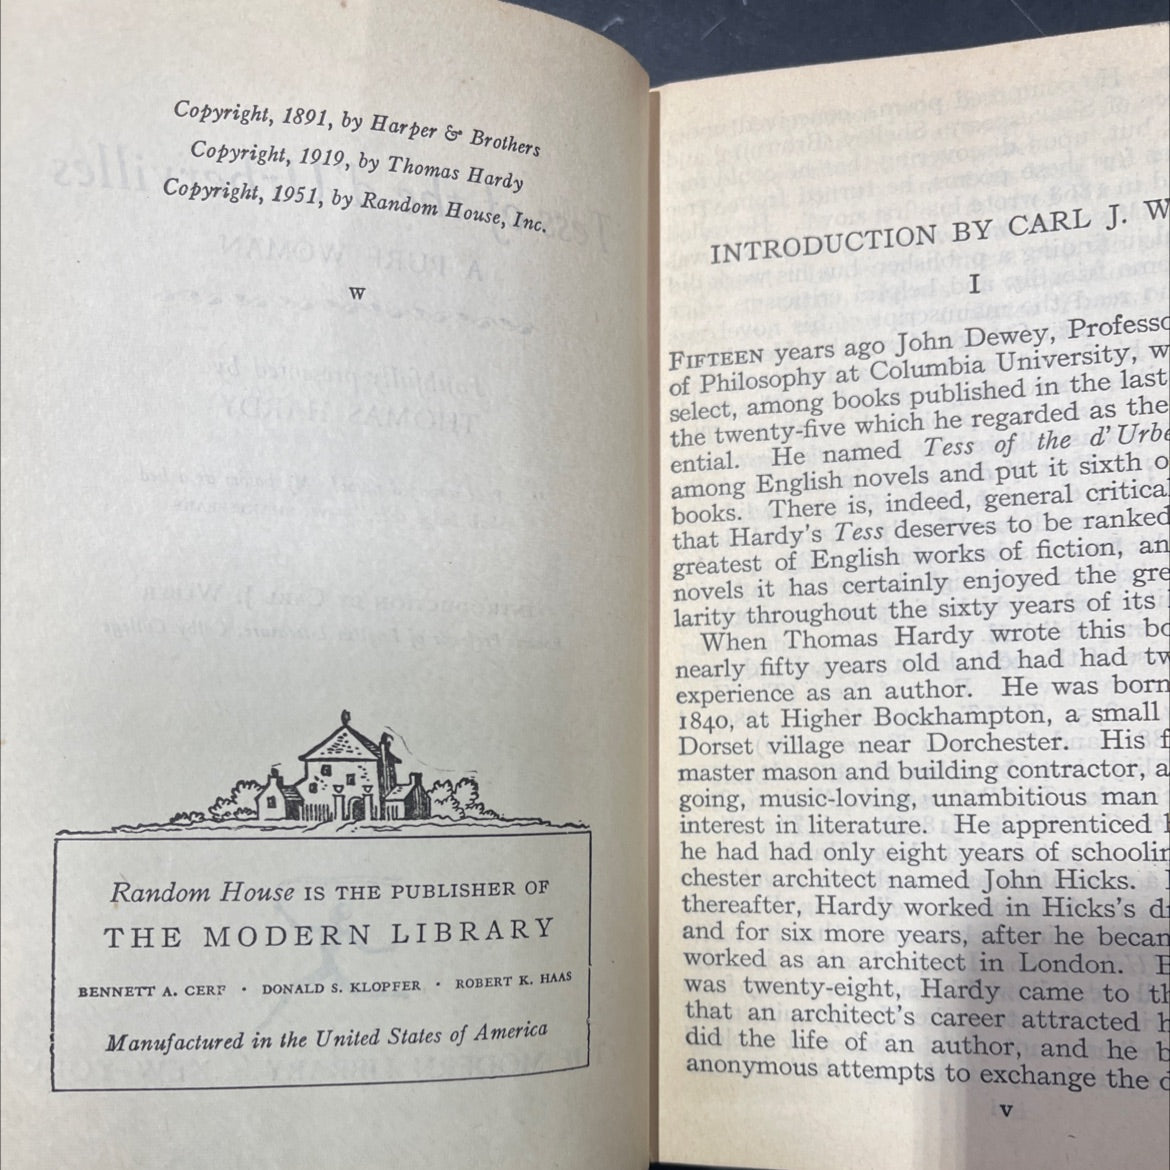 Copyright, 1891, by Harper & Brothers
Copyright, 1919, by Thomas Hardy
Copyright, 1951, by Random House, Inc.
w
Random House IS THE PUBLISHER OF
THE MODERN LIBRARY
BENNETT A. CERF · DONALD S. KLOPFER · ROBERT K. HAAS
Manufactured in the United States of America
INTRODUCTION BY CARL J. W
I
FIFTEEN years ago John Dewey, Professo
of Philosophy at Columbia University, w
select, among books published in the last
the twenty-five which he regarded as the
ential. He named Tess of the d'Urbe
among English novels and put it sixth o
books. There is, indeed, general critical
that Hardy's Tess deserves to be ranked
greatest of English works of fiction, an
novels it has certainly enjoyed the gre
larity throughout the sixty years of its
When Thomas Hardy wrote this bo
nearly fifty years old and had had tw
experience as an author. He was born
1840, at Higher Bockhampton, a small
Dorset village near Dorchester. His f
master mason and building contractor, a
going, music-loving, unambitious man
interest in literature. He apprenticed h
he had had only eight years of schoolin
chester architect named John Hicks.
thereafter, Hardy worked in Hicks's dr
and for six more years, after he becam
worked as an architect in London. B
was twenty-eight, Hardy came to th
that an architect's career attracted h
did the life of an author, and he b
anonymous attempts to exchange the d
v